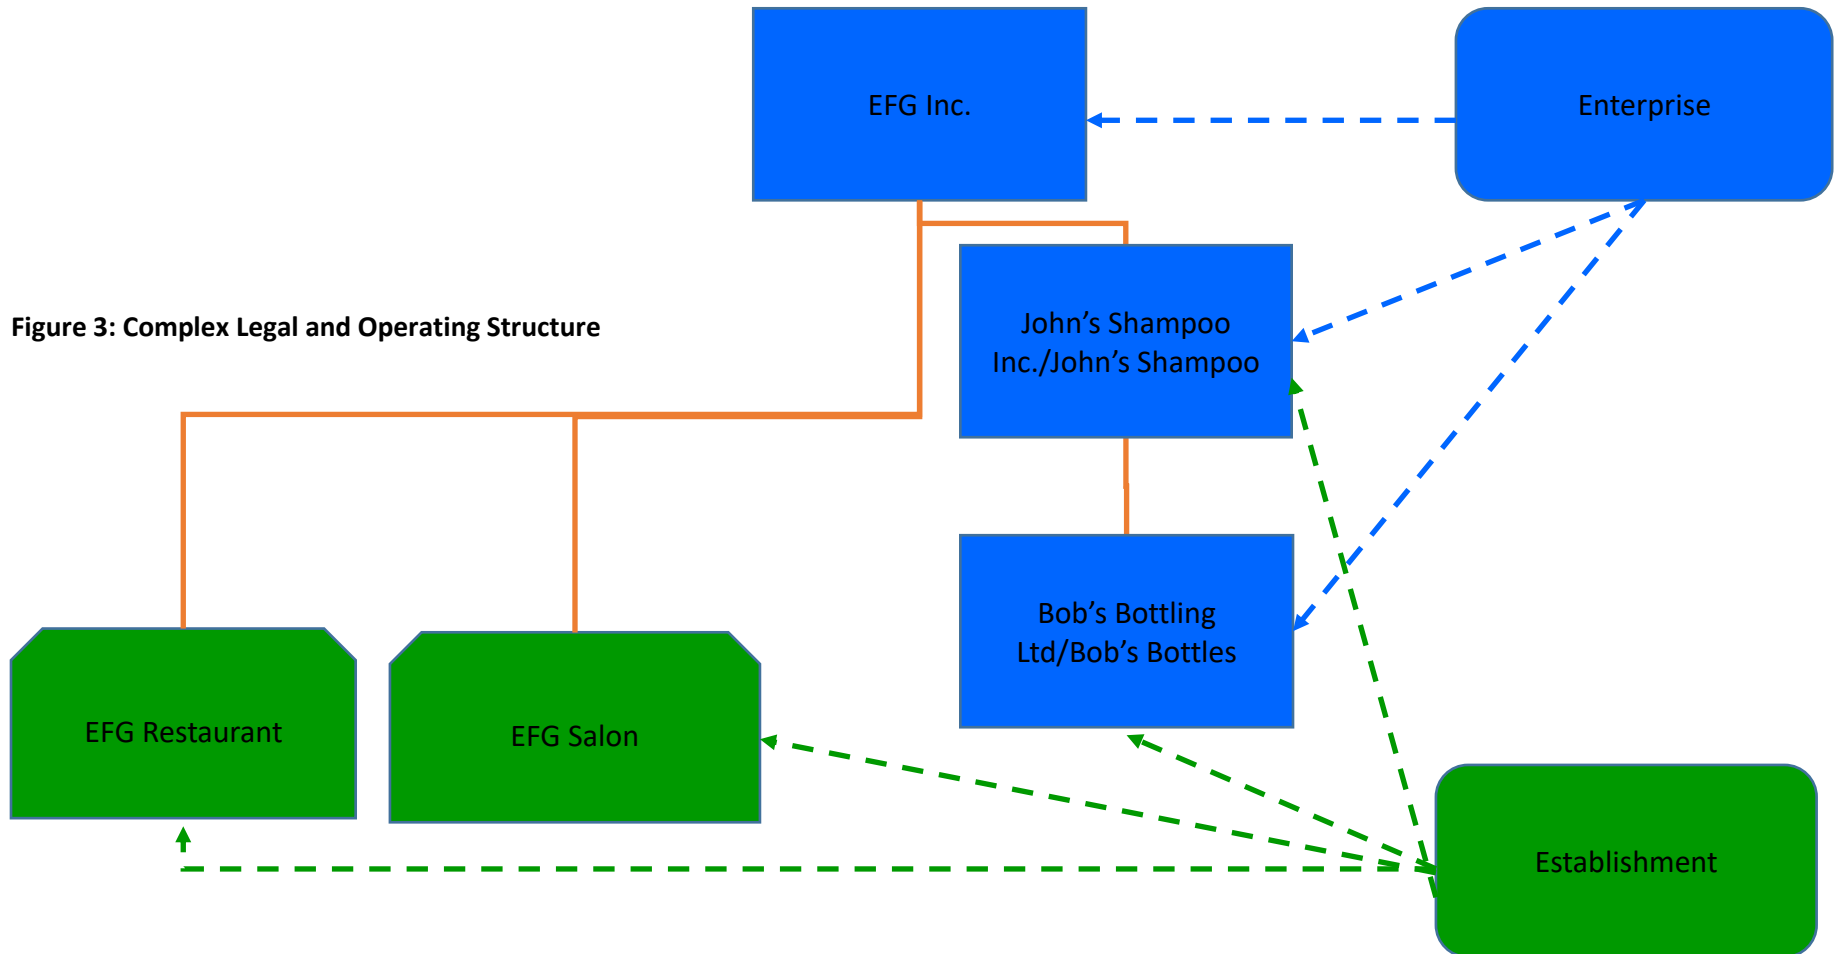 EFG Inc.
Enterprise
Figure 3: Complex Legal and Operating Structure
John’s Shampoo
Inc./John’s Shampoo
Bob’s Bottling
Ltd/Bob’s Bottles
EFG Restaurant
EFG Salon
Establishment